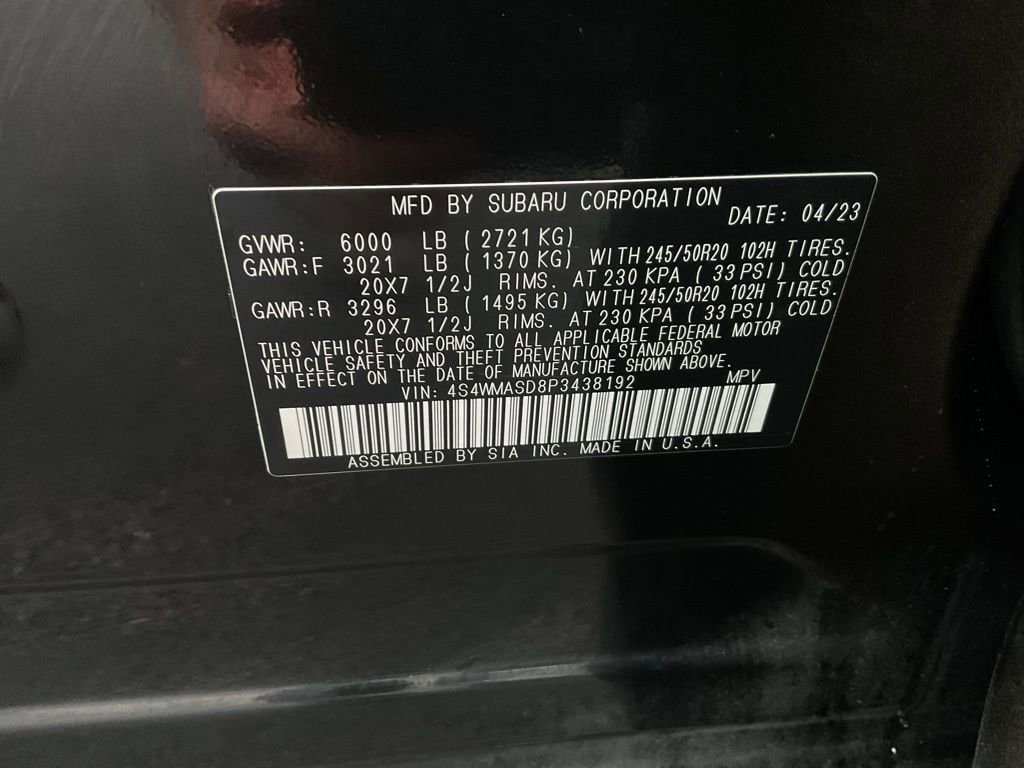 MFD BY SUBARU CORPORATION DATE: 04/23
GVWR: 6000 LB ( 2721 KG)
GAWR:F 3021 LB ( 1370 KG) WITH 245/50R20 102H TIRES.
20X7 1/2J RIMS. AT 230 KPA ( 33 PSI) COLD
GAWR:R 3296 LB ( 1495 KG) WITH 245/50R20 102H TIRES.
20X7 1/2J RIMS. AT 230 KPA ( 33 PSI) COLD
THIS VEHICLE CONFORMS TO ALL APPLICABLE FEDERAL MOTOR
VEHICLE SAFETY AND THEFT PREVENTION STANDARDS
IN EFFECT ON THE DATE OF MANUFACTURE SHOWN ABOVE.
VIN: 4S4WMASD8P3438192 MPV
ASSEMBLED BY SIA INC. MADE IN U.S.A.